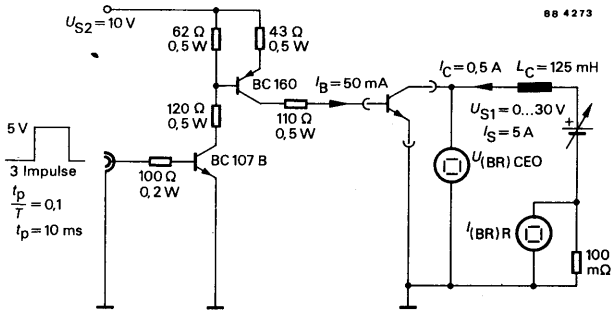 88 4273
U_S2 = 10 V
62 Ω
0,5 W
43 Ω
0,5 W
BC 160
I_B = 50 mA
I_C = 0,5 A
L_C = 125 mH
U_S1 = 0...30 V
I_S = 5 A
+
120 Ω
0,5 W
110 Ω
0,5 W
5 V
3 Impulse
t_p/T = 0,1
t_p = 10 ms
100 Ω
0,2 W
BC 107 B
U(BR) CEO
I(BR) R
100
mΩ